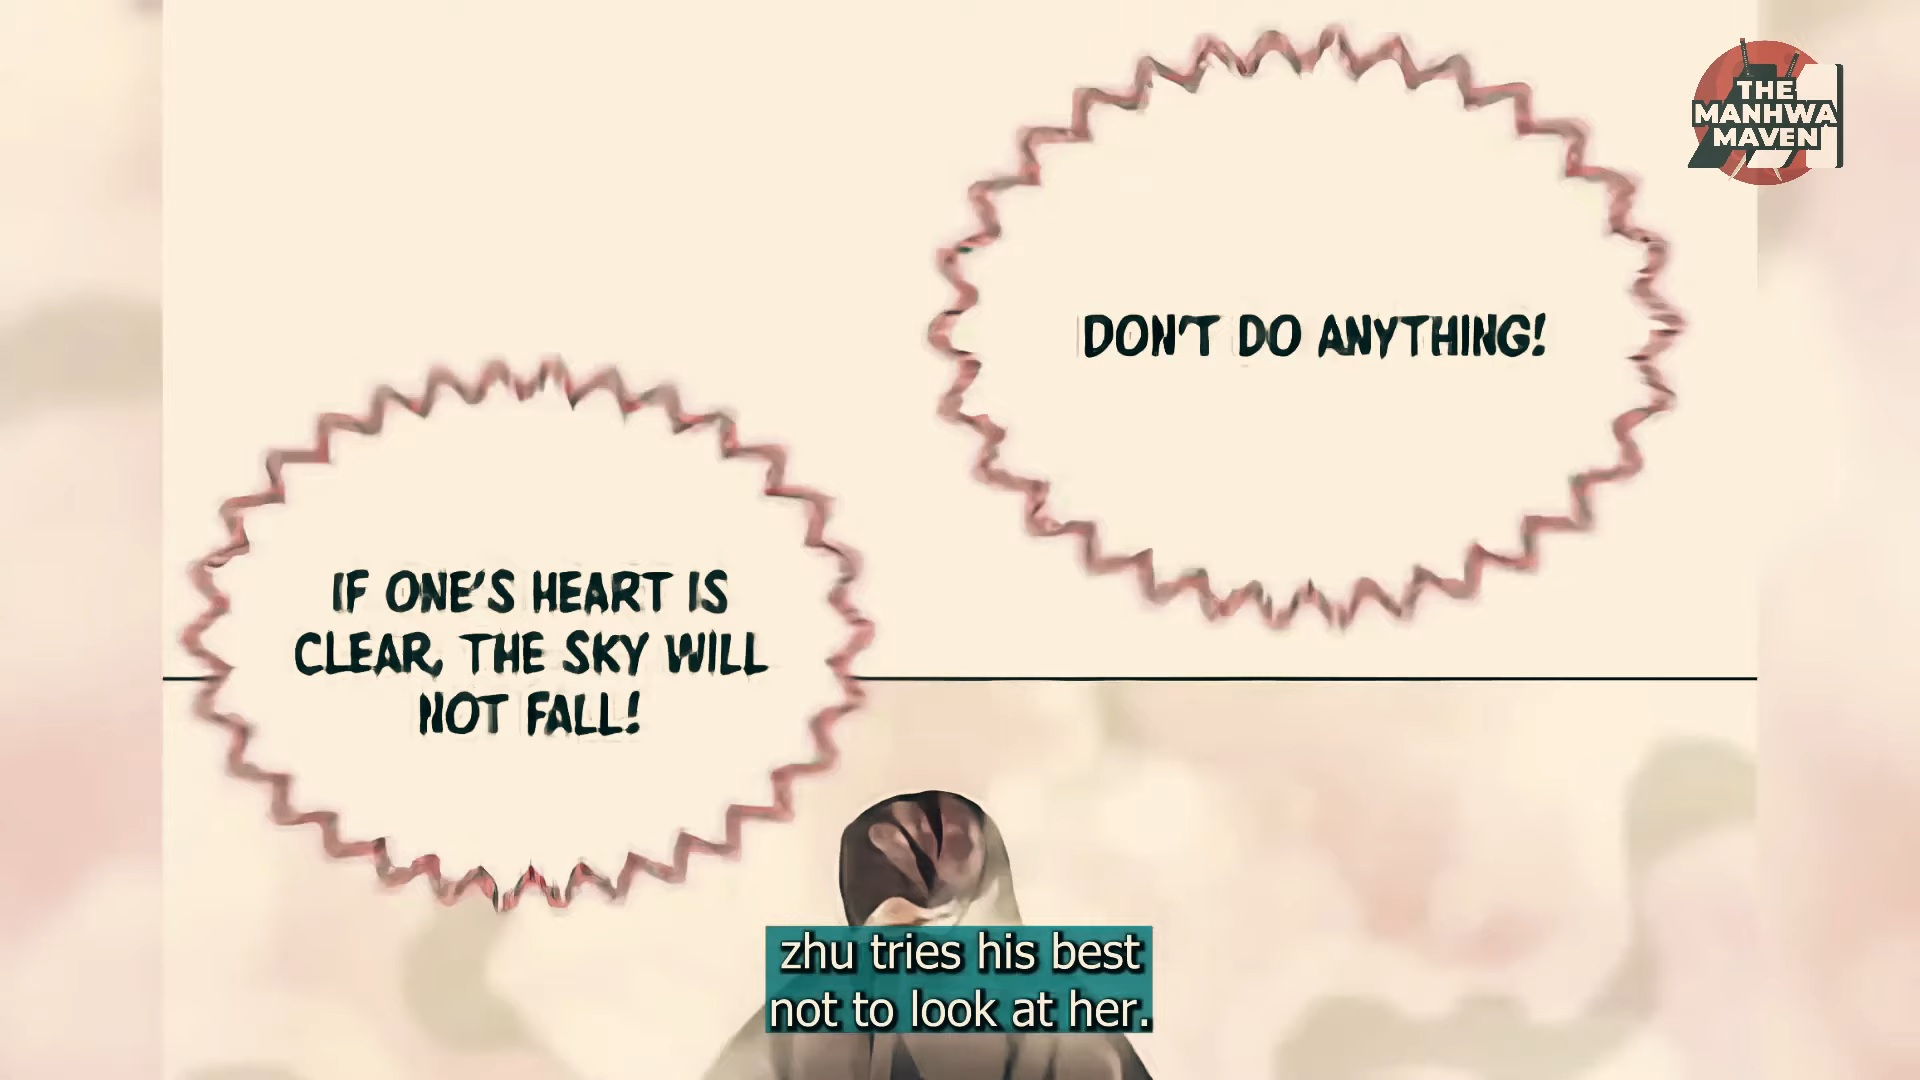 THE
MANHWA
MAVEN
DON'T DO ANYTHING!
IF ONE'S HEART IS
CLEAR, THE SKY WILL
NOT FALL!
zhu tries his best
not to look at her.